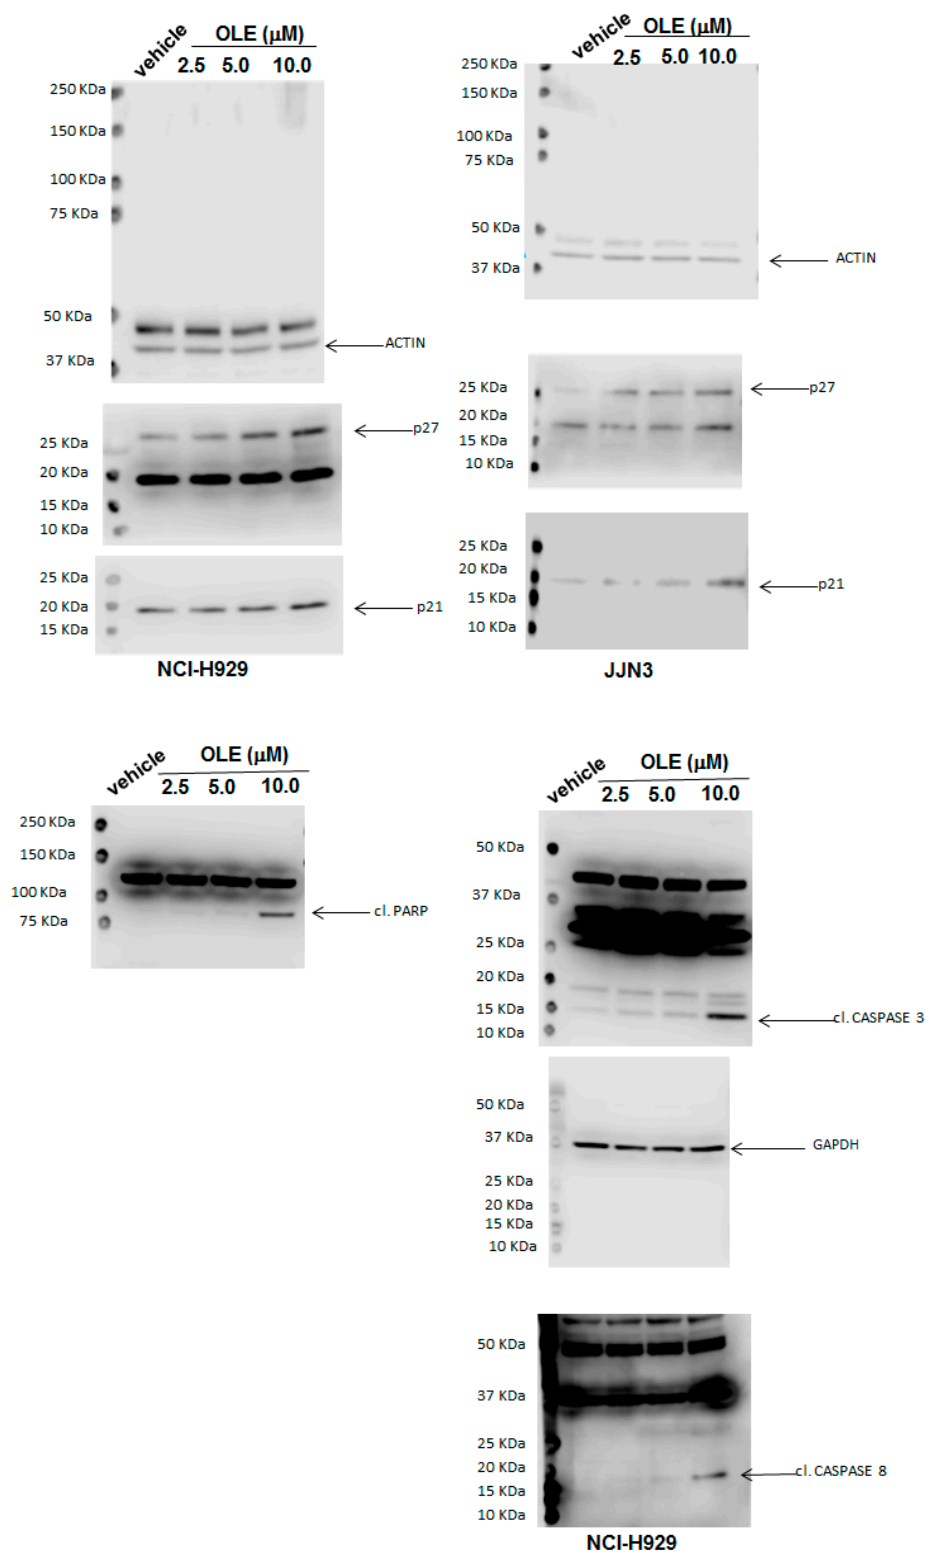 OLE (μM)
vehicle
2.5 5.0 10.0
250 KDa
150 KDa
100 KDa
75 KDa
50 KDa
37 KDa
ACTIN
25 KDa
20 KDa
15 KDa
10 KDa
p27
25 KDa
20 KDa
15 KDa
p21
NCI-H929
OLE (μM)
vehicle
2.5 5.0 10.0
250 KDa
150 KDa
100 KDa
75 KDa
50 KDa
37 KDa
ACTIN
25 KDa
20 KDa
15 KDa
10 KDa
p27
25 KDa
20 KDa
15 KDa
10 KDa
p21
JJN3
OLE (μM)
vehicle
2.5 5.0 10.0
250 KDa
150 KDa
100 KDa
75 KDa
cl. PARP
OLE (μM)
vehicle
2.5 5.0 10.0
50 KDa
37 KDa
25 KDa
20 KDa
15 KDa
10 KDa
cl. CASPASE 3
50 KDa
37 KDa
25 KDa
20 KDa
15 KDa
10 KDa
GAPDH
50 KDa
37 KDa
25 KDa
20 KDa
15 KDa
10 KDa
cl. CASPASE 8
NCI-H929